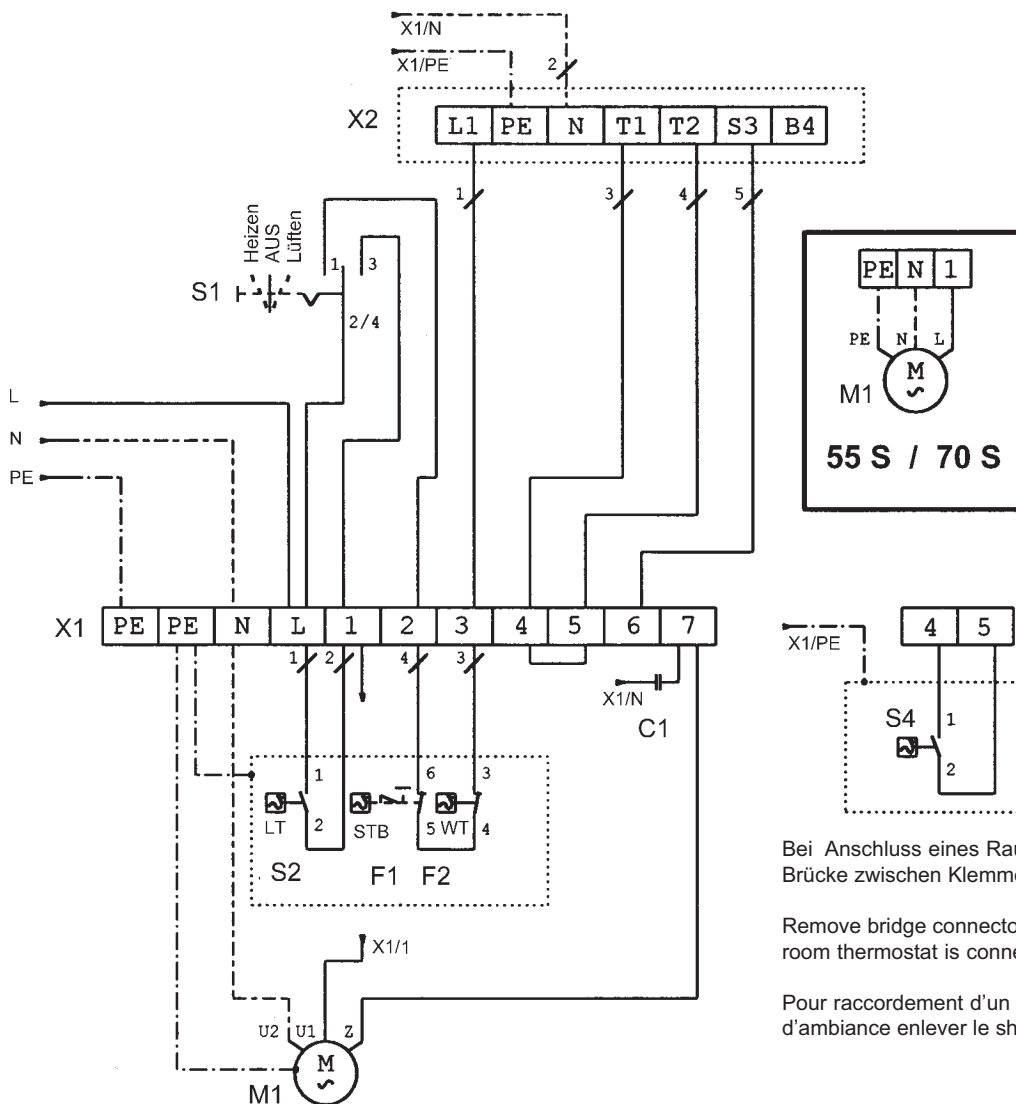 X1/N
X1/PE
2
X2
L1 PE N T1 T2 S3 B4
1 3 4 5
Heizen
AUS
Lüften
1 3
S1
2/4
L
N
PE
PE N 1
PE N L
M
M1
55 S / 70 S
X1 PE PE N L 1 2 3 4 5 6 7
1 2 4 3
X1/N
C1
1 6 3
LT 2 STB 5 WT 4
S2 F1 F2
X1/1
U2 U1 Z
M
M1
4 5
X1/PE
S4
1
2
Bei Anschluss eines Rau
Brücke zwischen Klemme
Remove bridge connecto
room thermostat is conne
Pour raccordement d'un
d'ambiance enlever le sh